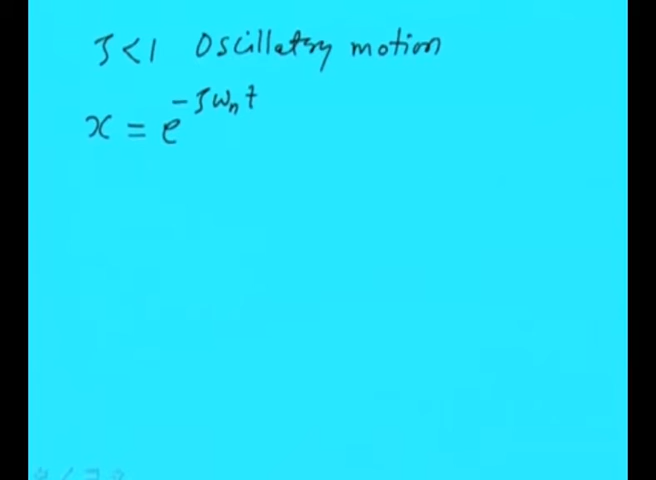 ζ < 1 Oscillatory motion
x = e^{-ζω_n t}